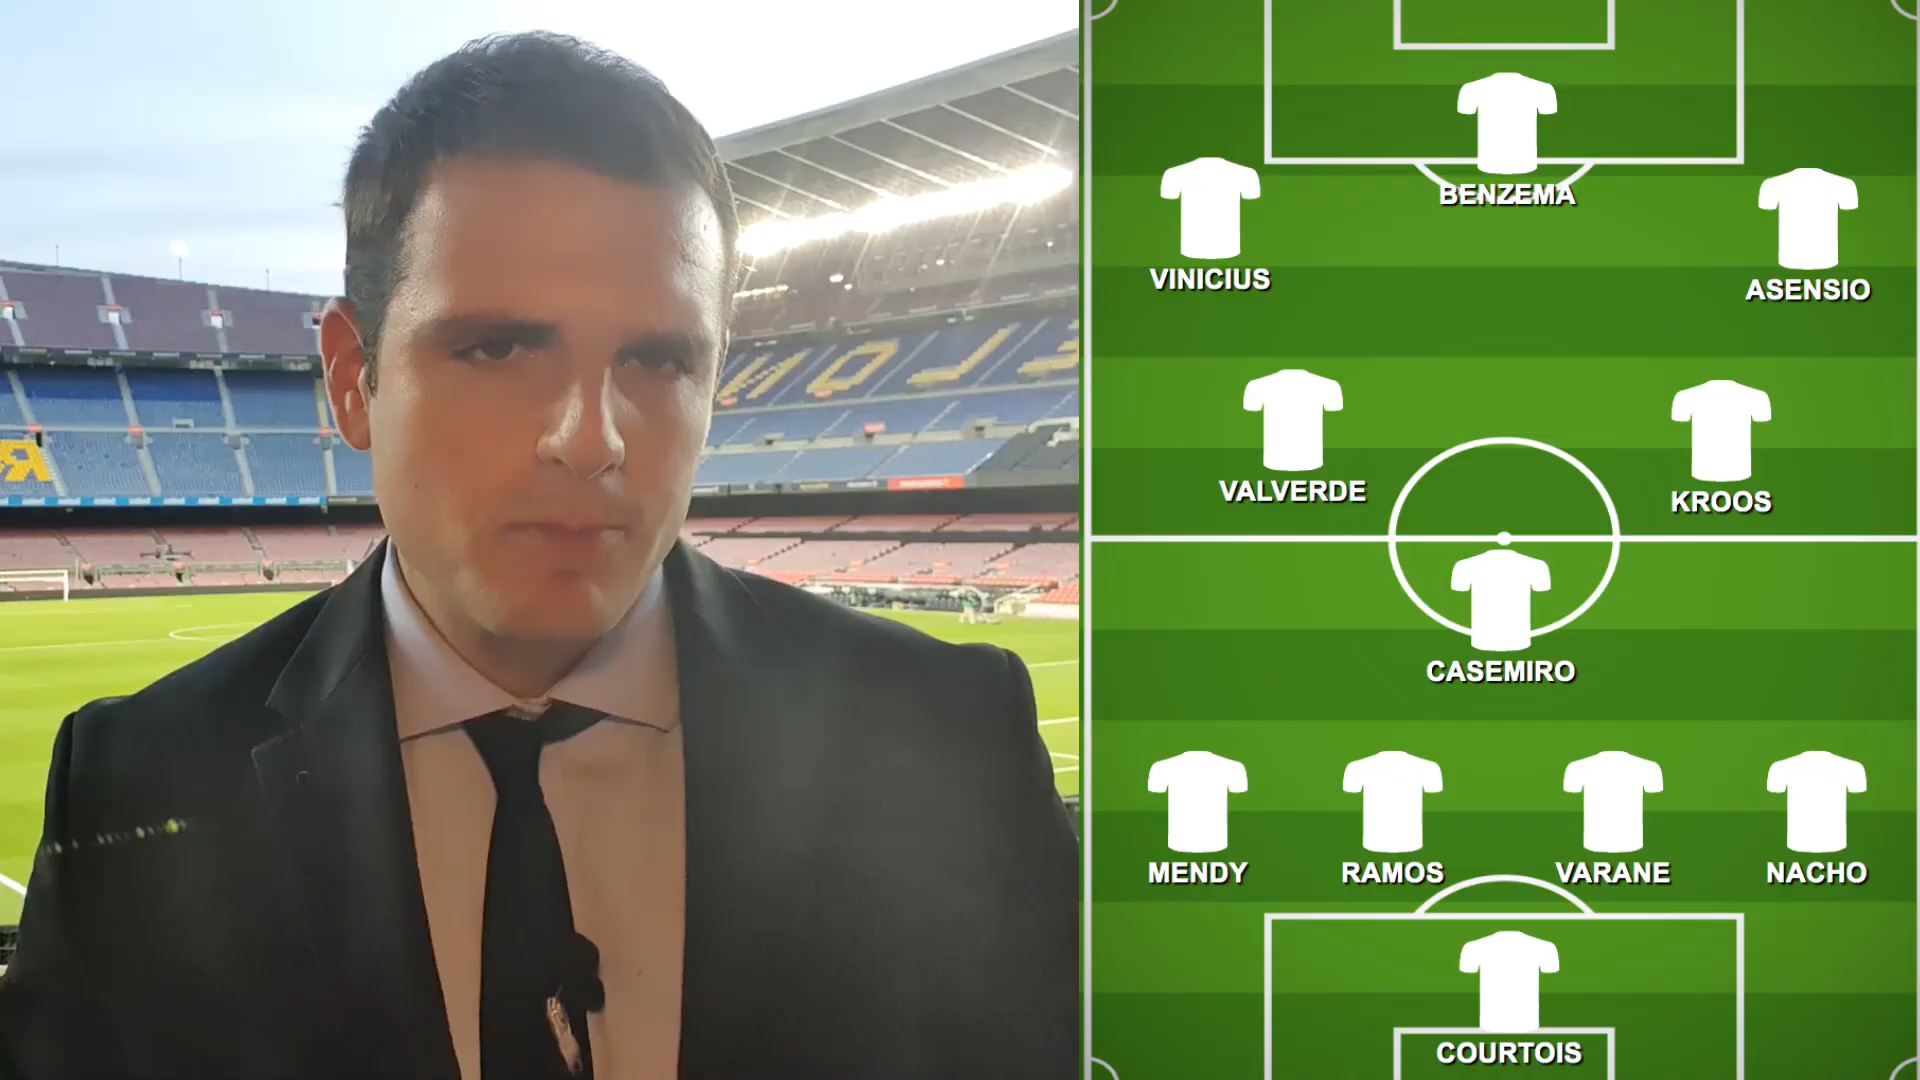 BENZEMA
VINICIUS
ASENSIO
VALVERDE
KROOS
CASEMIRO
MENDY
RAMOS
VARANE
NACHO
COURTOIS